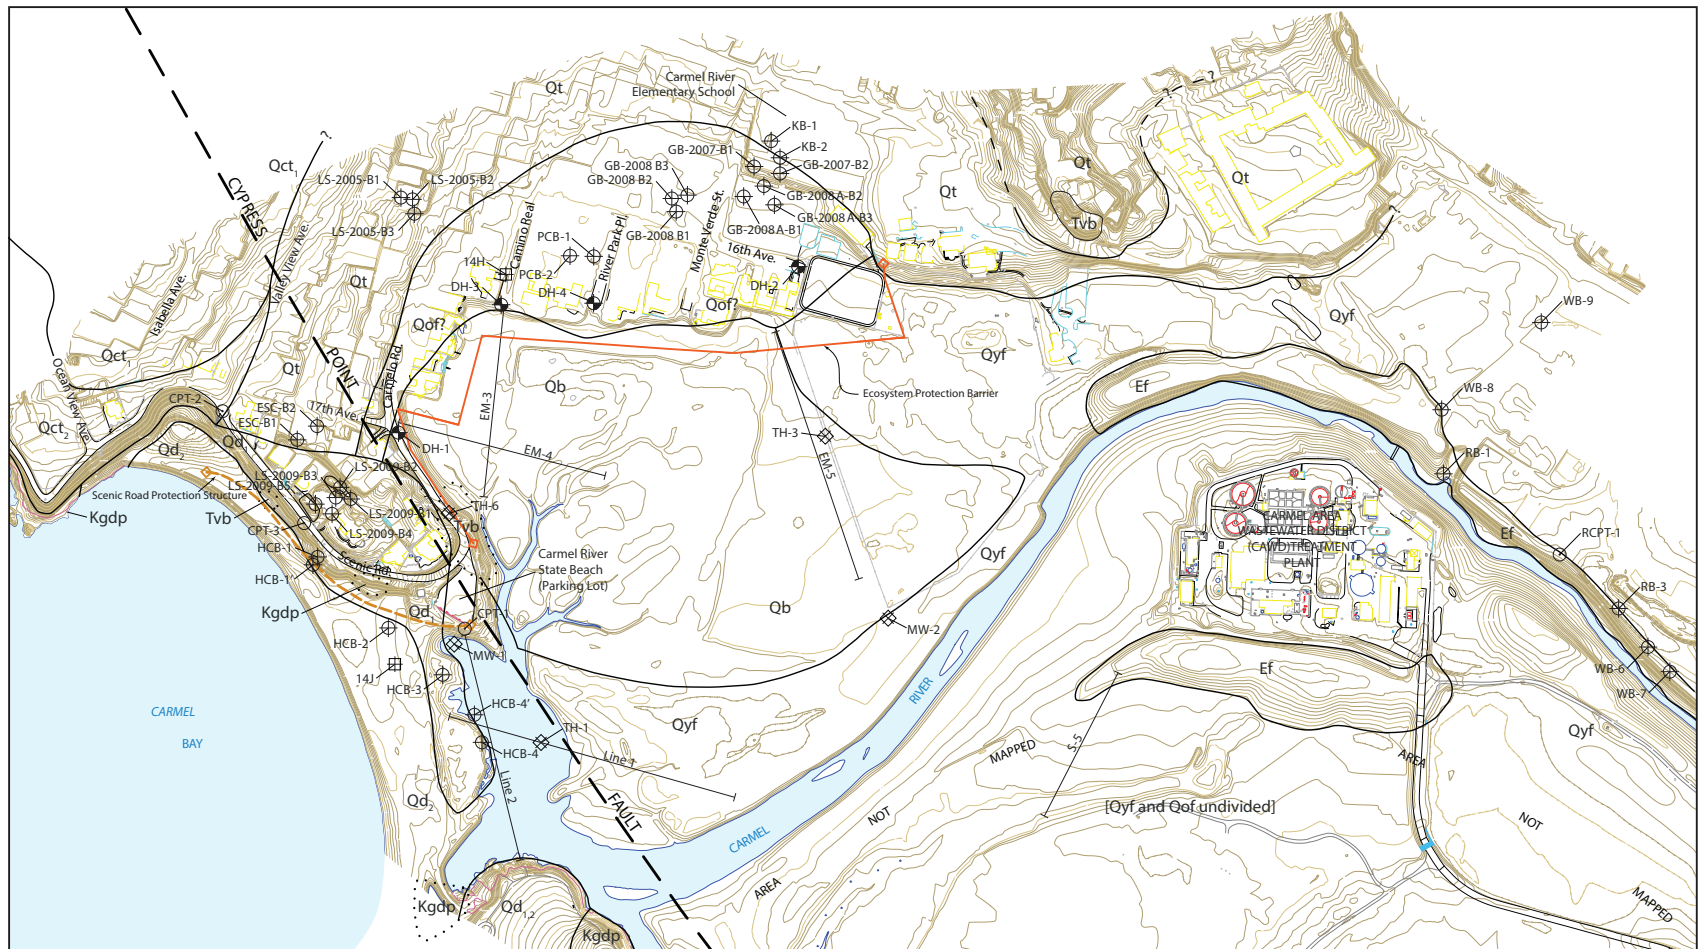 Carmel River
Elementary School
Qt
?
?
KB-1
KB-2
GB-2007-B1
GB-2007-B2
GB-2008 B3
GB-2008 B2
GB-2008 B1
GB-2008 A-B2
GB-2008 A-B3
GB-2008 A-B1
Qct1
LS-2005-B1
LS-2005-B2
LS-2005-B3
CYPRESS
Qt
Qt
Qt
Tvb
?
?
Camino Real
Monte Verde St.
River Park Pl.
PCB-1
PCB-2
14H
DH-3
DH-4
16th Ave.
DH-2
Valley View Ave.
Isabella Ave.
Qt
Qof?
Qof?
WB-9
Qyf
Qct1
Ocean View Ave.
Qt
POINT
Carmelo Rd.
Qb
Qyf
Ecosystem Protection Barrier
Ef
WB-8
CPT-2
ESC-B2
ESC-B1
17th Ave.
EM-3
Qct2
Qd2
Qd1
DH-1
EM-4
TH-3
EM-5
RB-1
LS-2009-B3
LS-2009-B2
LS-2009-B5
Scenic Road Protection Structure
LS-2009-B1
LS-2009-B4
TH-6
Tvb
Kgdp
Tvb
CPT-3
HCB-1
HCB-1'
Scenic Rd.
Kgdp
Carmel River
State Beach
(Parking Lot)
Qyf
CARMEL AREA
WASTEWATER DISTRICT
(CAWD)TREATMENT
PLANT
Ef
RCPT-1
RB-3
Qd
CPT-1
Qb
MW-2
HCB-2
MW-1
14J
HCB-3
WB-6
WB-7
Ef
CARMEL
BAY
HCB-4'
TH-1
HCB-4
Line 1
Line 2
Qyf
RIVER
Qyf
S-5
MAPPED
AREA
Qd2
FAULT
CARMEL
NOT
[Qyf and Qof undivided]
NOT
AREA
MAPPED
Kgdp
Qd1,2
Kgdp